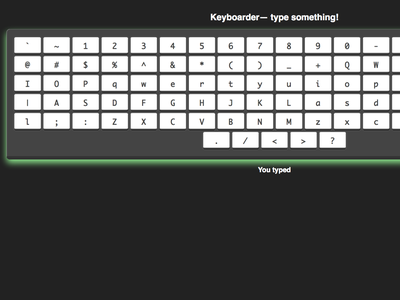 Keyboarder— type something!
` ~ 1 2 3 4 5 6 7 8 9 0 -
@ # $ % ^ & * ( ) _ + Q W
I O P q w e r t y u i o p
| A S D F G H J K L a s d
l ; : Z X C V B N M z x c
. / < > ?
You typed